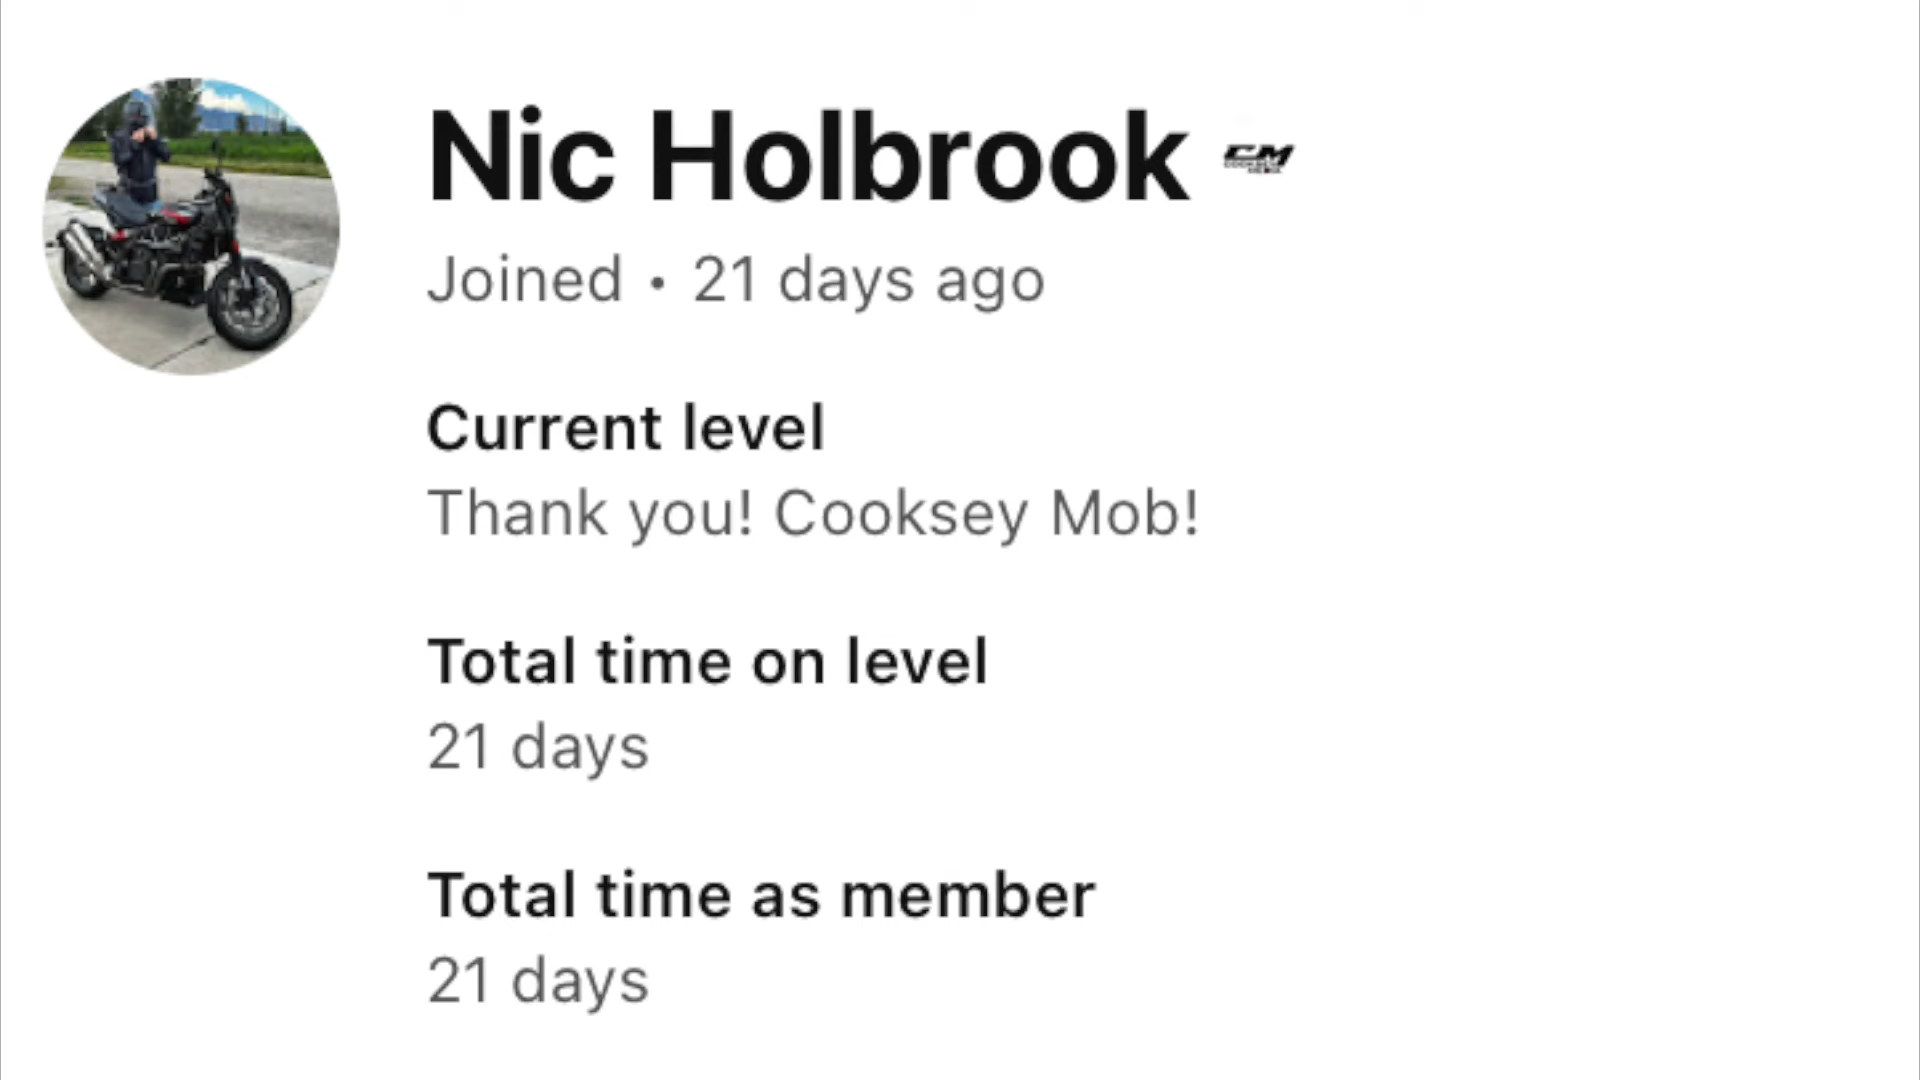 Nic Holbrook CM
Joined • 21 days ago
Current level
Thank you! Cooksey Mob!
Total time on level
21 days
Total time as member
21 days